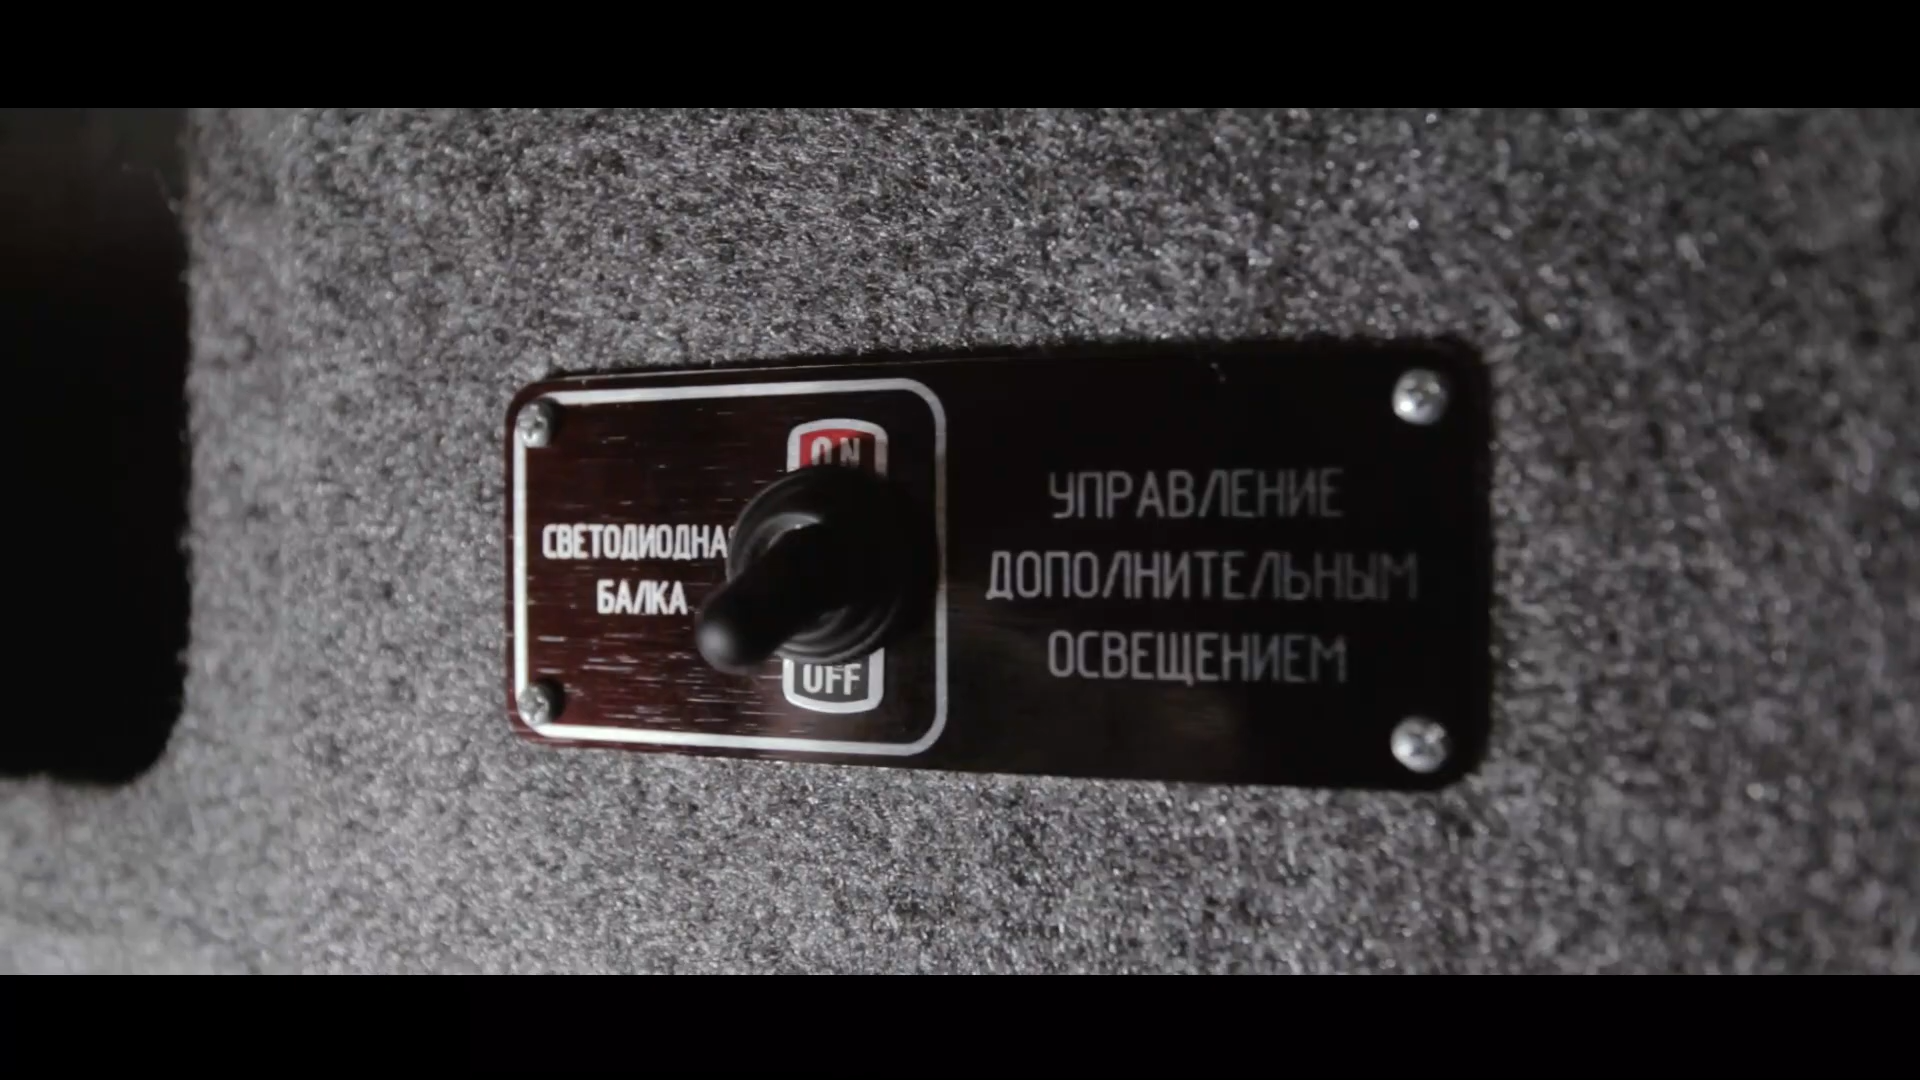 ON
СВЕТОДИОДНАЯ
БАЛКА
OFF
УПРАВЛЕНИЕ
ДОПОЛНИТЕЛЬНЫМ
ОСВЕЩЕНИЕМ